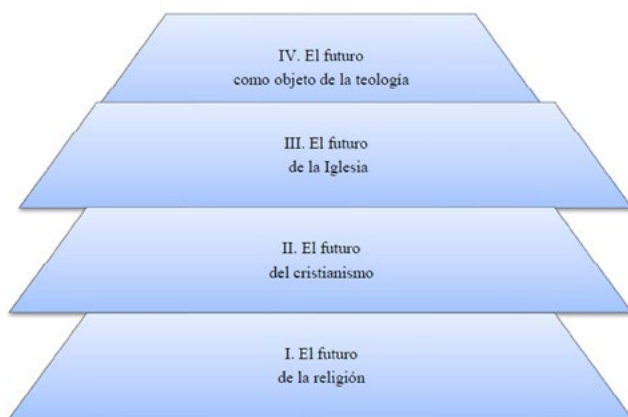 IV. El futuro
como objeto de la teología
III. El futuro
de la Iglesia
II. El futuro
del cristianismo
I. El futuro
de la religión